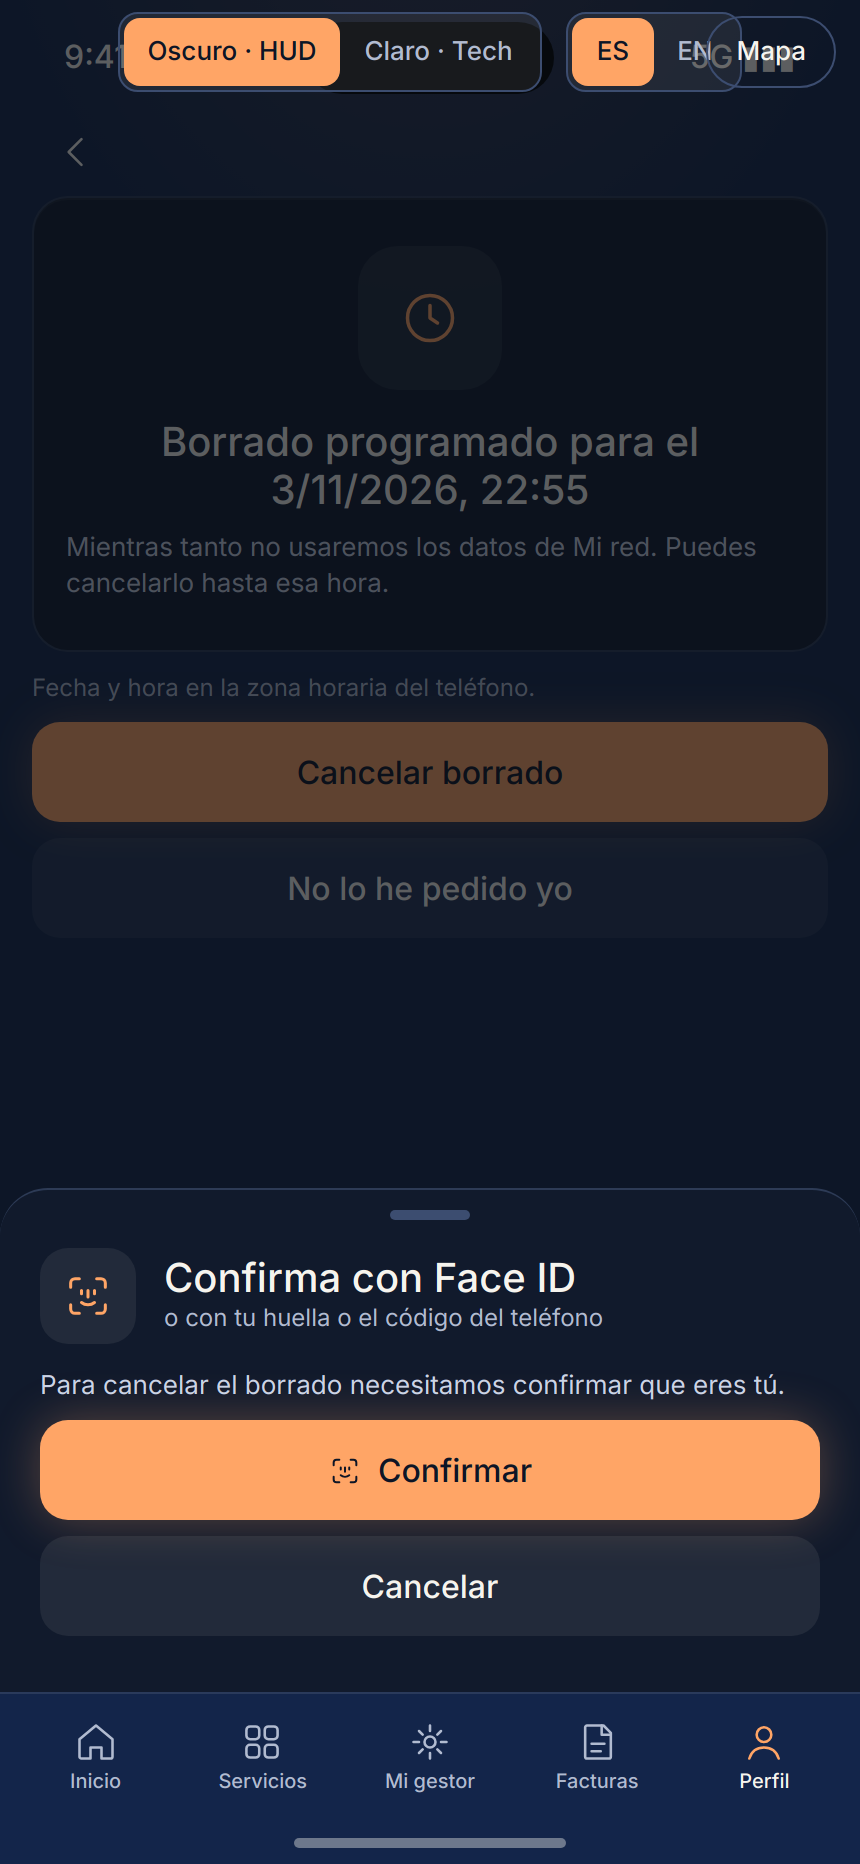 9:41
Oscuro · HUD
Claro · Tech
ES
EN
5G
Mapa
Borrado programado para el
3/11/2026, 22:55
Mientras tanto no usaremos los datos de Mi red. Puedes
cancelarlo hasta esa hora.
Fecha y hora en la zona horaria del teléfono.
Cancelar borrado
No lo he pedido yo
Confirma con Face ID
o con tu huella o el código del teléfono
Para cancelar el borrado necesitamos confirmar que eres tú.
Confirmar
Cancelar
Inicio
Servicios
Mi gestor
Facturas
Perfil